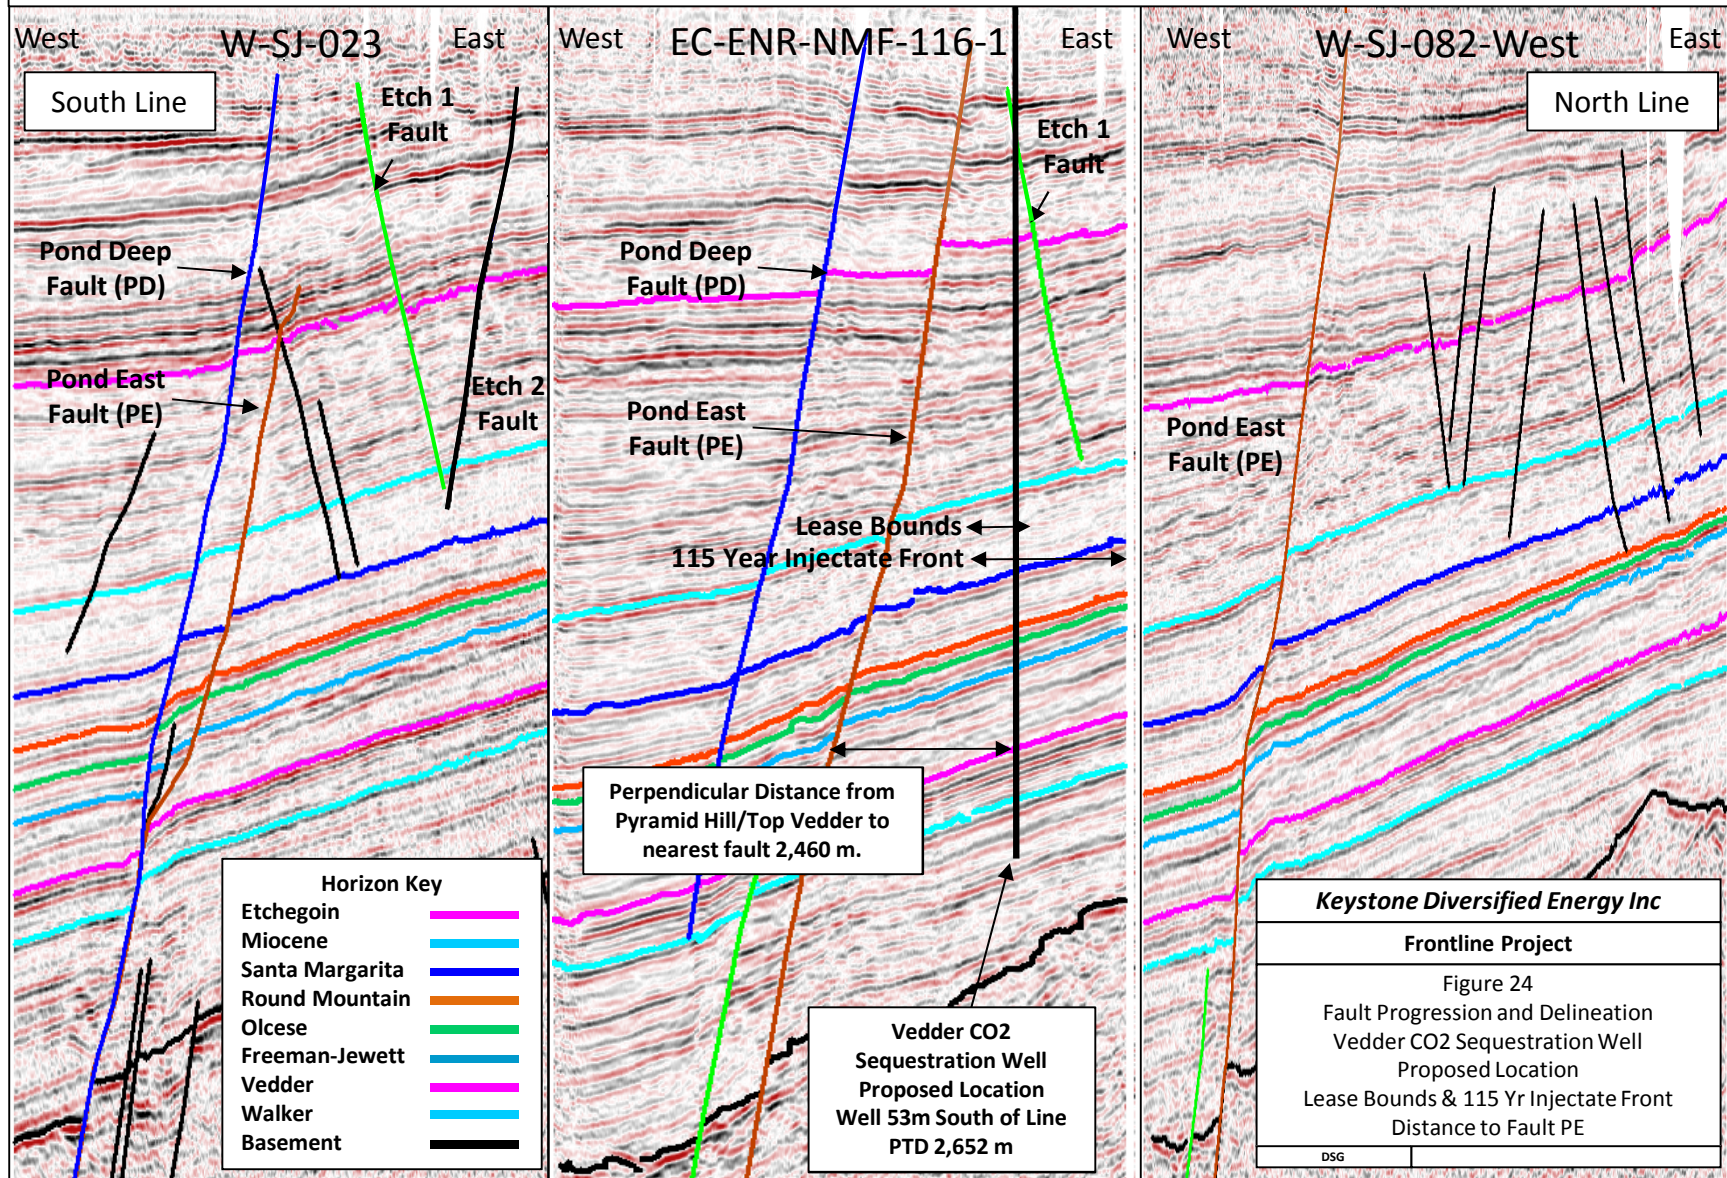 West
W-SJ-023
East
South Line
Etch 1
Fault
Pond Deep
Fault (PD)
Pond East
Fault (PE)
Etch 2
Fault
Horizon Key
Etchegoin
Miocene
Santa Margarita
Round Mountain
Olcese
Freeman-Jewett
Vedder
Walker
Basement
West
EC-ENR-NMF-116-1
East
Etch 1
Fault
Pond Deep
Fault (PD)
Pond East
Fault (PE)
Lease Bounds
115 Year Injectate Front
Perpendicular Distance from
Pyramid Hill/Top Vedder to
nearest fault 2,460 m.
Vedder CO2
Sequestration Well
Proposed Location
Well 53m South of Line
PTD 2,652 m
West
W-SJ-082-West
East
North Line
Pond East
Fault (PE)
Keystone Diversified Energy Inc
Frontline Project
Figure 24
Fault Progression and Delineation
Vedder CO2 Sequestration Well
Proposed Location
Lease Bounds & 115 Yr Injectate Front
Distance to Fault PE
DSG